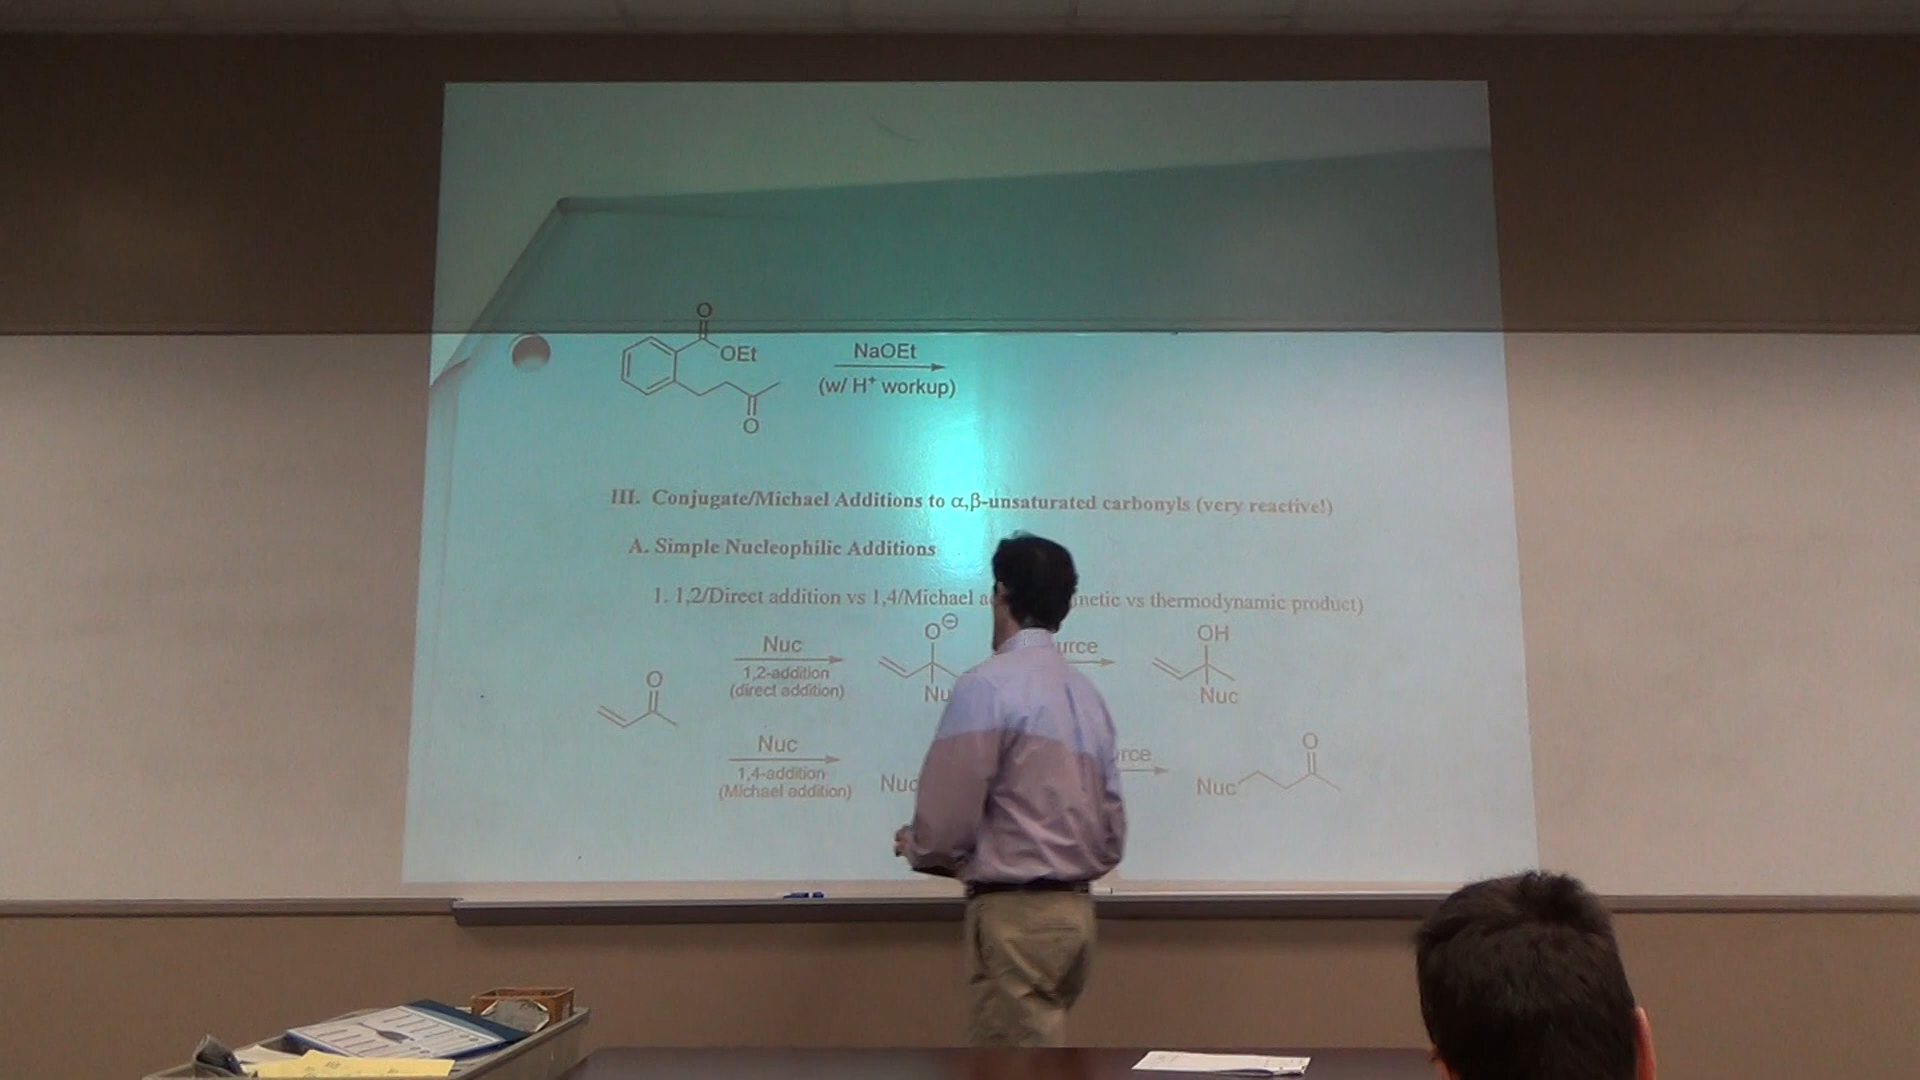 O
OEt
NaOEt
(w/ H⁺ workup)
O
III. Conjugate/Michael Additions to α,β-unsaturated carbonyls (very reactive!)
A. Simple Nucleophilic Additions
1. 1,2/Direct addition vs 1,4/Michael vs thermodynamic product)
O⊖
OH
Nuc
1,2-addition
(direct addition)
Nuc
O
Nuc
1,4-addition
(Michael addition)
Nuc
O
Nuc